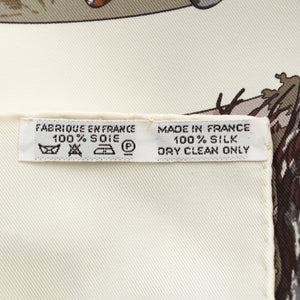 FABRIQUE EN FRANCE
100% SOIE
MADE IN FRANCE
100% SILK
DRY CLEAN ONLY